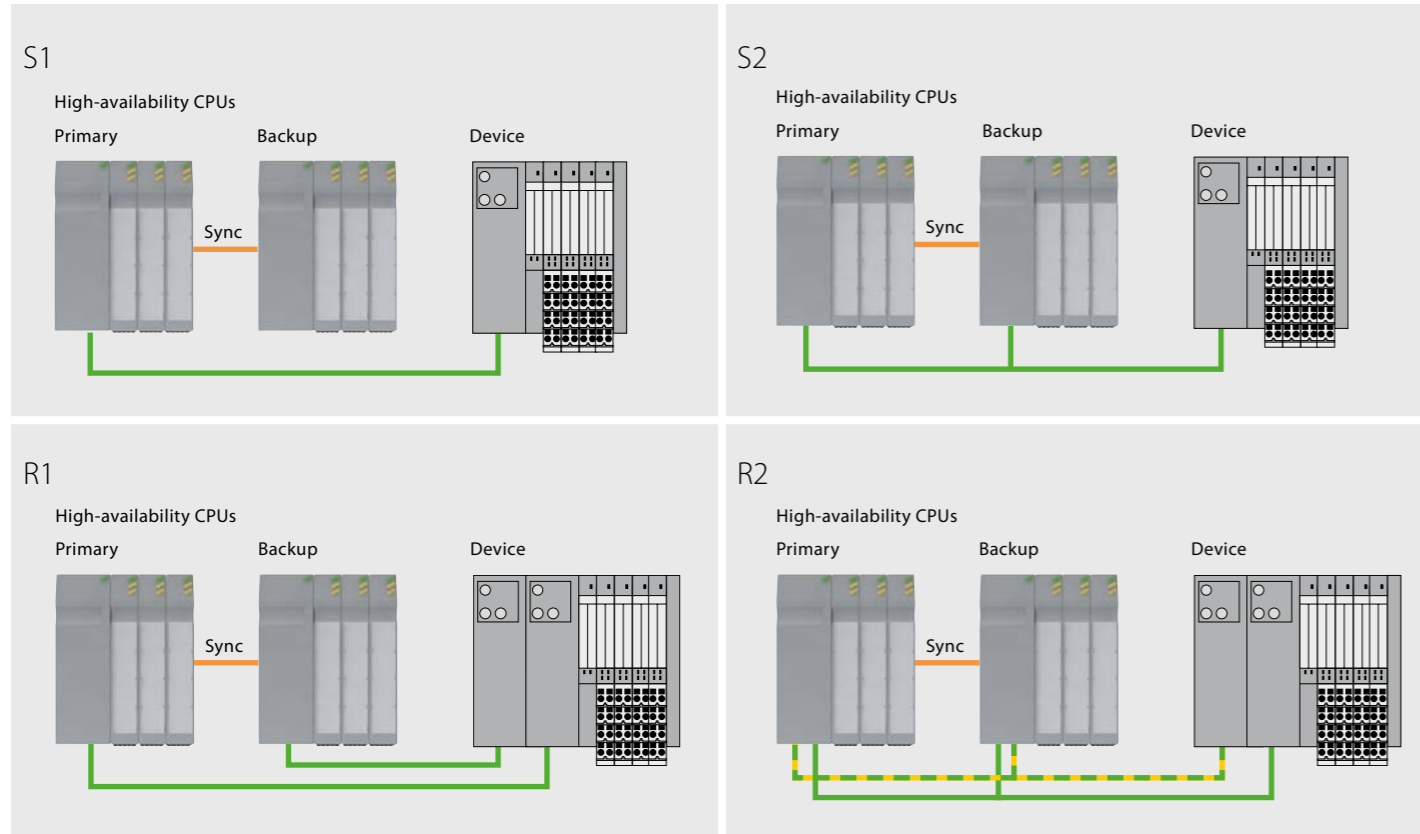 S1
High-availability CPUs
Primary
Backup
Device
Sync
S2
High-availability CPUs
Primary
Backup
Device
Sync
R1
High-availability CPUs
Primary
Backup
Device
Sync
R2
High-availability CPUs
Primary
Backup
Device
Sync